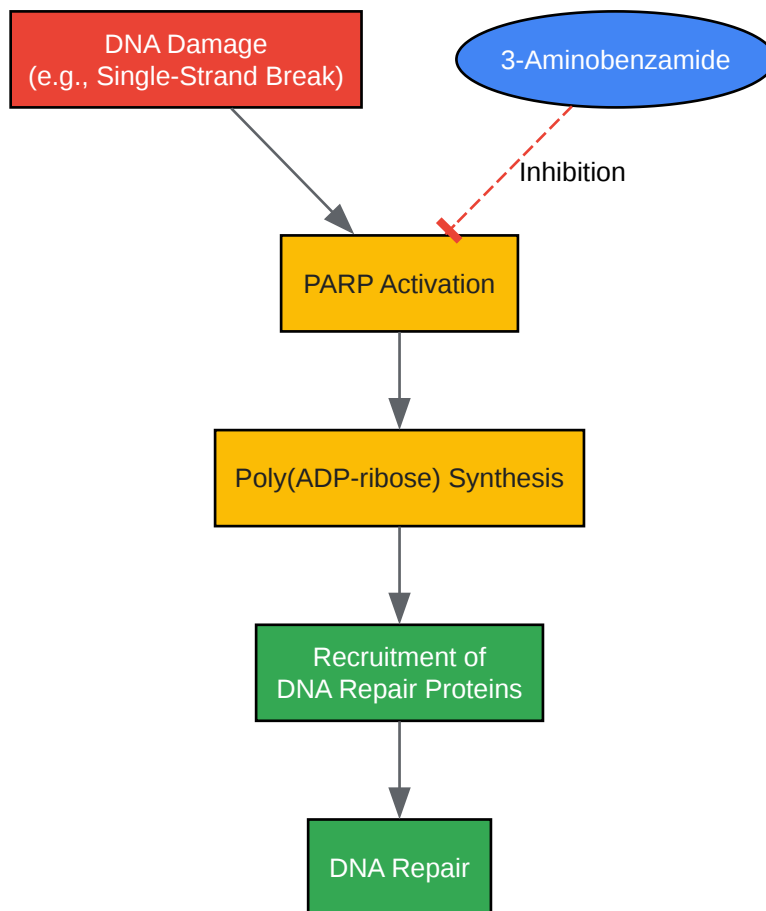 DNA Damage
(e.g., Single-Strand Break)
3-Aminobenzamide
Inhibition
PARP Activation
Poly(ADP-ribose) Synthesis
Recruitment of
DNA Repair Proteins
DNA Repair